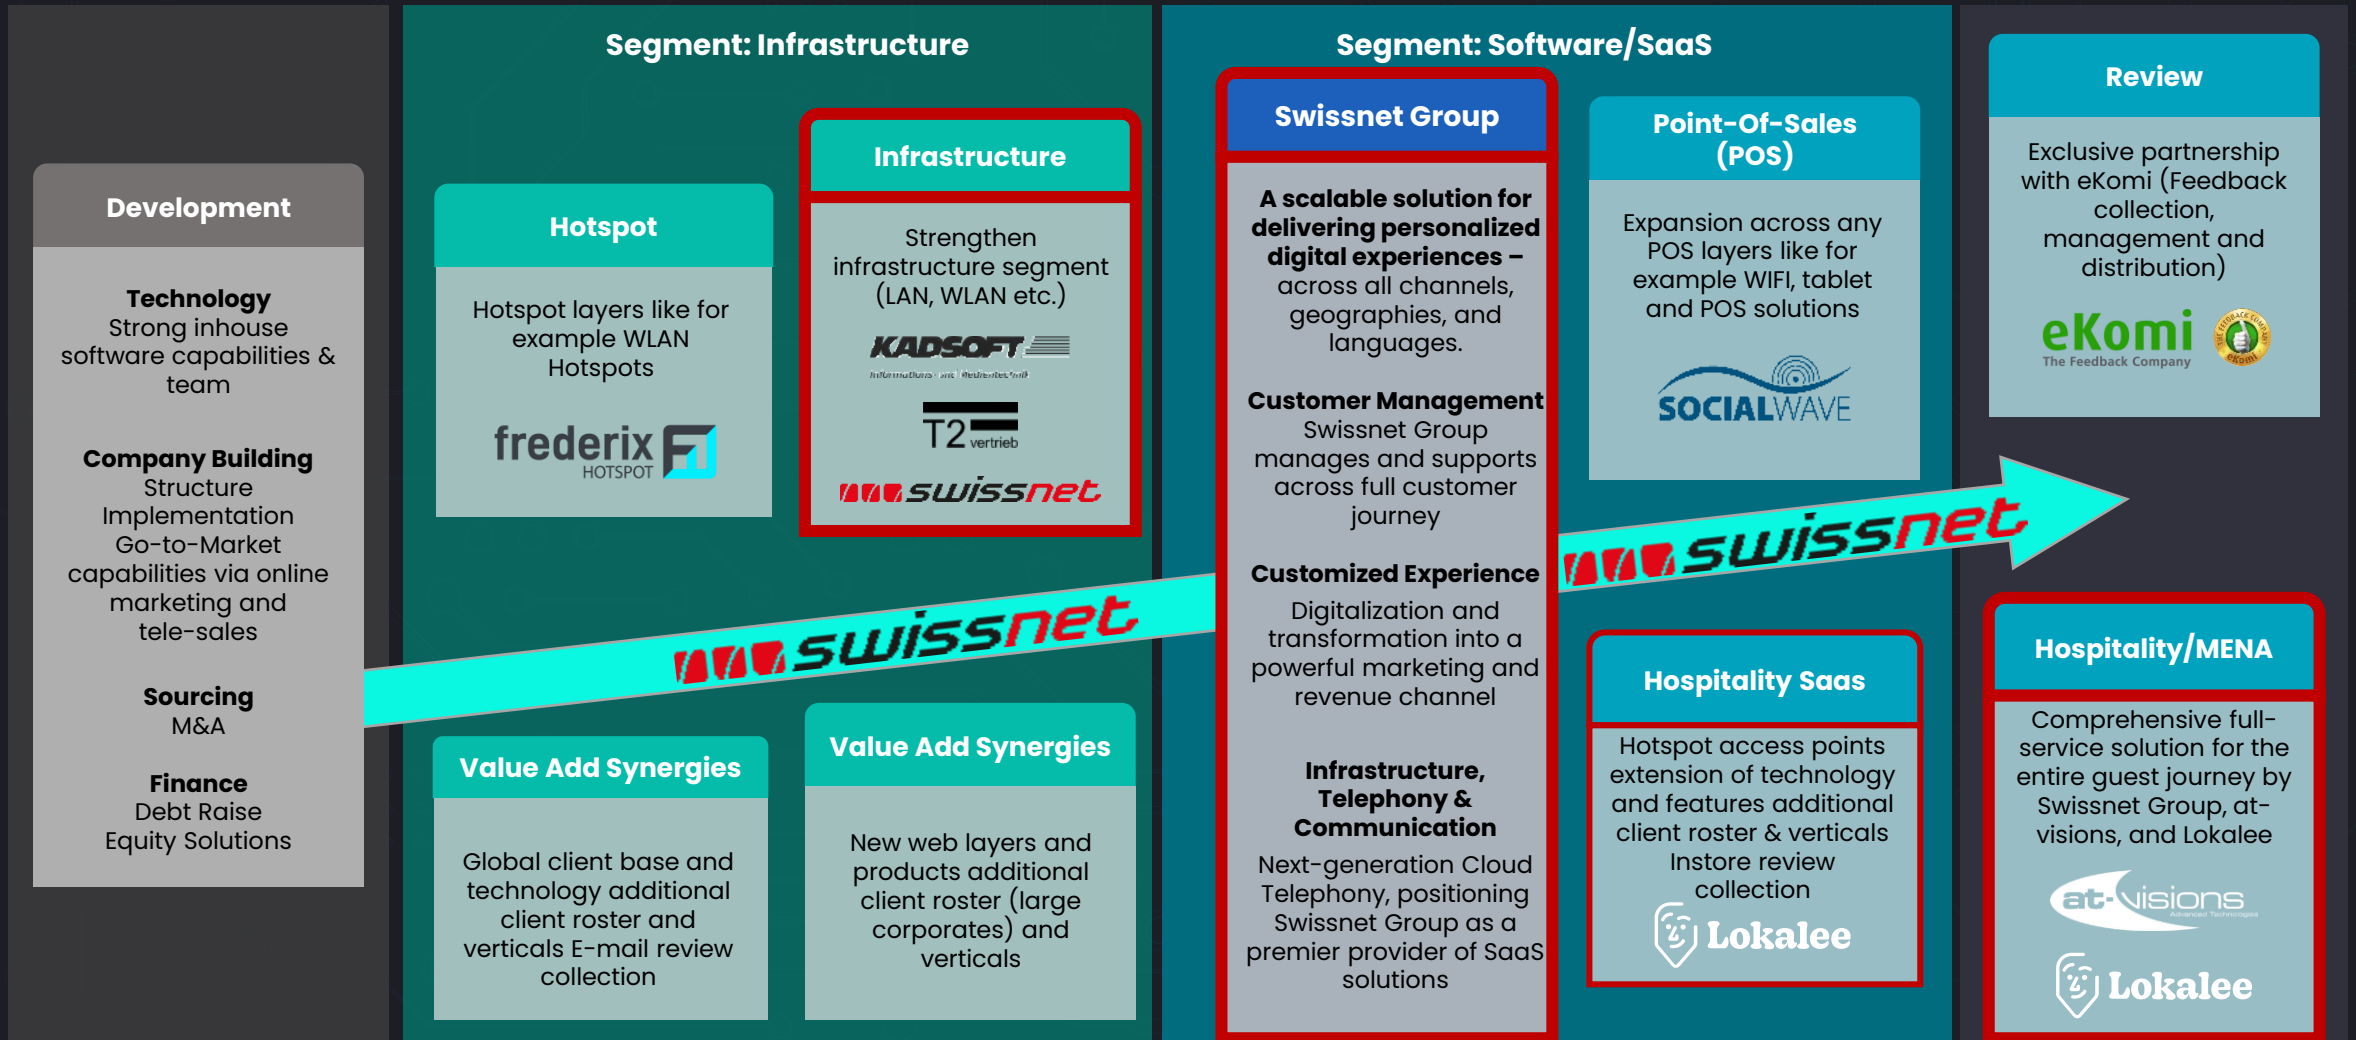 Development
Technology
Strong inhouse
software capabilities &
team
Company Building
Structure
Implementation
Go-to-Market
capabilities via online
marketing and
tele-sales
Sourcing
M&A
Finance
Debt Raise
Equity Solutions
Segment: Infrastructure
Hotspot
Hotspot layers like for
example WLAN
Hotspots
frederix
HOTSPOT
Infrastructure
Strengthen
infrastructure segment
(LAN, WLAN etc.)
KADSOFT
Informations- und Medientechnik
T2 vertrieb
swissnet
swissnet
Value Add Synergies
Global client base and
technology additional
client roster and
verticals E-mail review
collection
Value Add Synergies
New web layers and
products additional
client roster (large
corporates) and
verticals
Segment: Software/SaaS
Swissnet Group
A scalable solution for
delivering personalized
digital experiences –
across all channels,
geographies, and
languages.
Customer Management
Swissnet Group
manages and supports
across full customer
journey
Customized Experience
Digitalization and
transformation into a
powerful marketing and
revenue channel
Infrastructure,
Telephony &
Communication
Next-generation Cloud
Telephony, positioning
Swissnet Group as a
premier provider of SaaS
solutions
Point-Of-Sales
(POS)
Expansion across any
POS layers like for
example WIFI, tablet
and POS solutions
SOCIALWAVE
swissnet
Hospitality Saas
Hotspot access points
extension of technology
and features additional
client roster & verticals
Instore review
collection
Lokalee
Review
Exclusive partnership
with eKomi (Feedback
collection,
management and
distribution)
eKomi
The Feedback Company
THE FEEDBACK COMPANY
eKomi
Hospitality/MENA
Comprehensive full-
service solution for the
entire guest journey by
Swissnet Group, at-
visions, and Lokalee
at-visions
Advanced Technologies
Lokalee